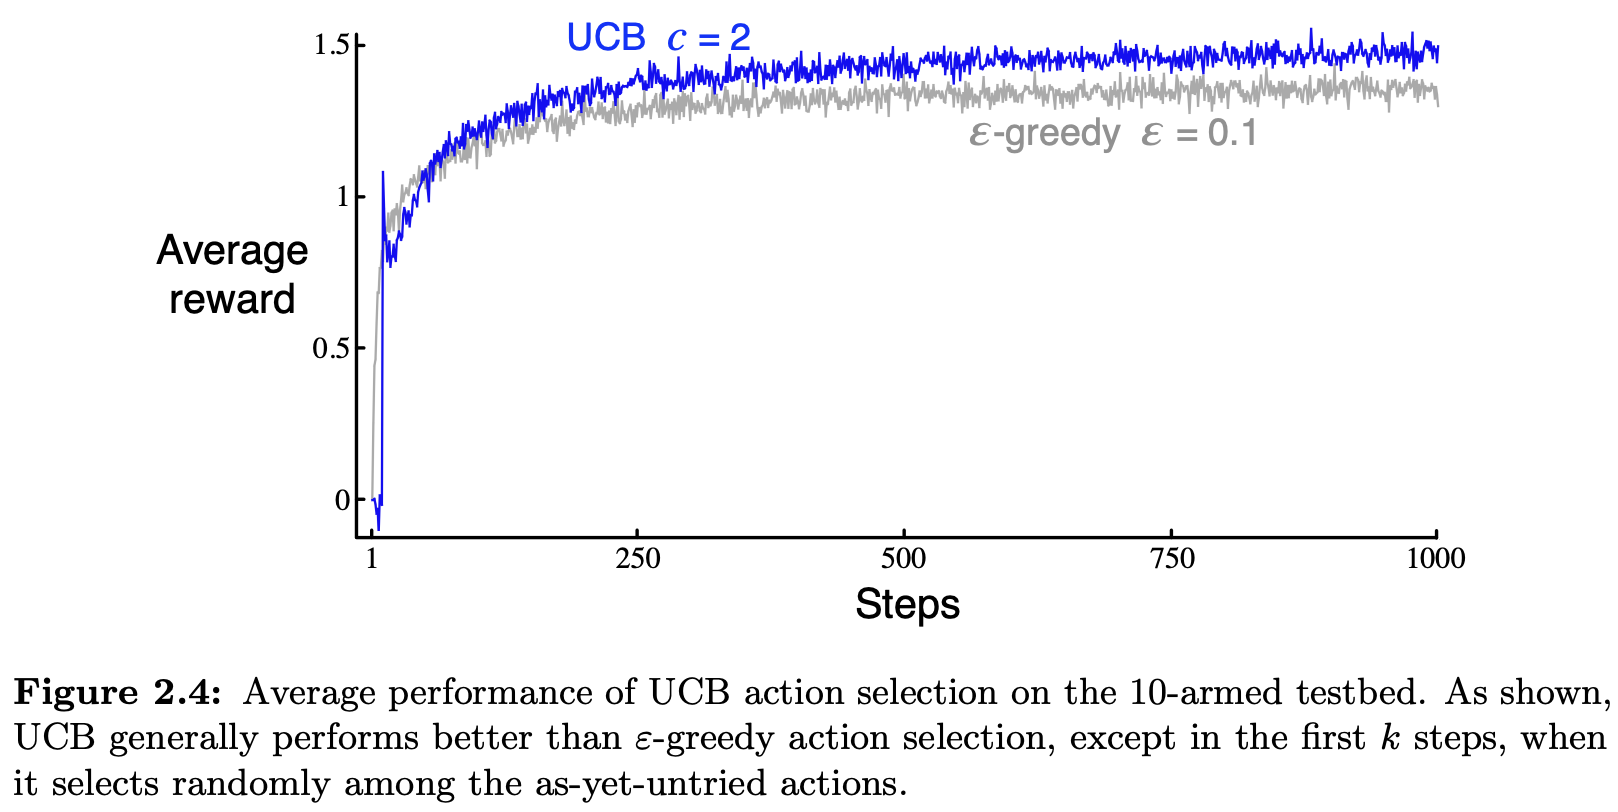 UCB c = 2
1.5
ε-greedy ε = 0.1
1
Average
reward
0.5
0
1 250 500 750 1000
Steps
Figure 2.4: Average performance of UCB action selection on the 10-armed testbed. As shown,
UCB generally performs better than ε-greedy action selection, except in the first k steps, when
it selects randomly among the as-yet-untried actions.